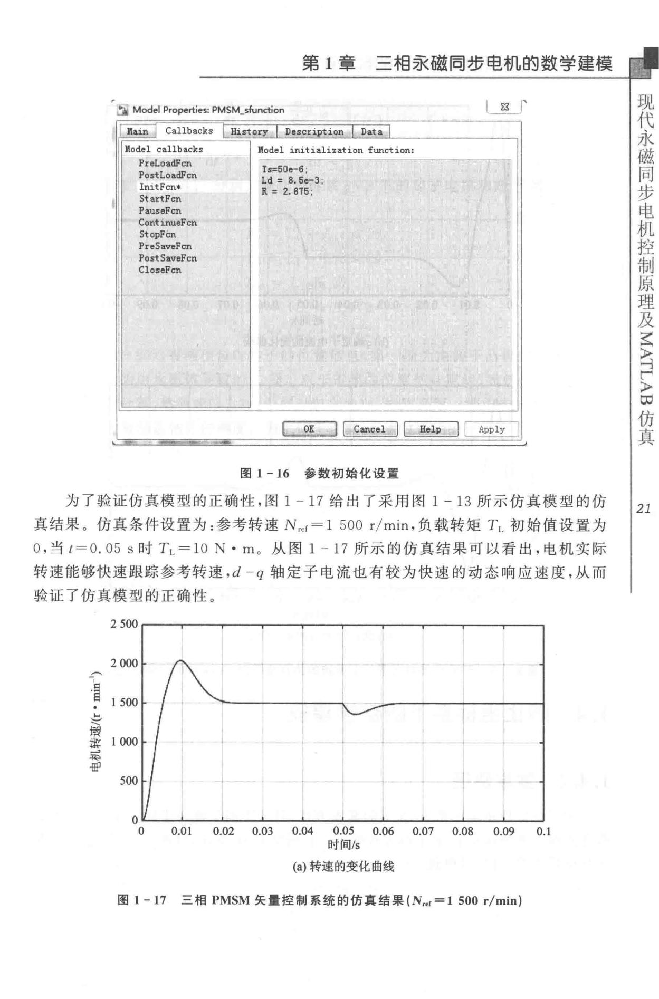 第 1 章 三相永磁同步电机的数学建模
Model Properties: PMSM_sfunction
Main Callbacks History Description Data
Model callbacks
PreLoadFcn
PostLoadFcn
InitFcn*
StartFcn
PauseFcn
ContinueFcn
StopFcn
PreSaveFcn
PostSaveFcn
CloseFcn
Model initialization function:
Ts=50e-6;
Ld = 8.5e-3;
R = 2.875;
OK Cancel Help Apply
图 1-16 参数初始化设置
为了验证仿真模型的正确性,图 1-17 给出了采用图 1-13 所示仿真模型的仿
真结果。仿真条件设置为:参考转速 Nref=1 500 r/min,负载转矩 TL 初始值设置为
0,当 t=0.05 s 时 TL=10 N·m。从图 1-17 所示的仿真结果可以看出,电机实际
转速能够快速跟踪参考转速,d-q 轴定子电流也有较为快速的动态响应速度,从而
验证了仿真模型的正确性。
电机转速/(r·min⁻¹)
2 500
2 000
1 500
1 000
500
0
0 0.01 0.02 0.03 0.04 0.05 0.06 0.07 0.08 0.09 0.1
时间/s
(a) 转速的变化曲线
图 1-17 三相 PMSM 矢量控制系统的仿真结果(Nref=1 500 r/min)
现代永磁同步电机控制原理及MATLAB仿真
21